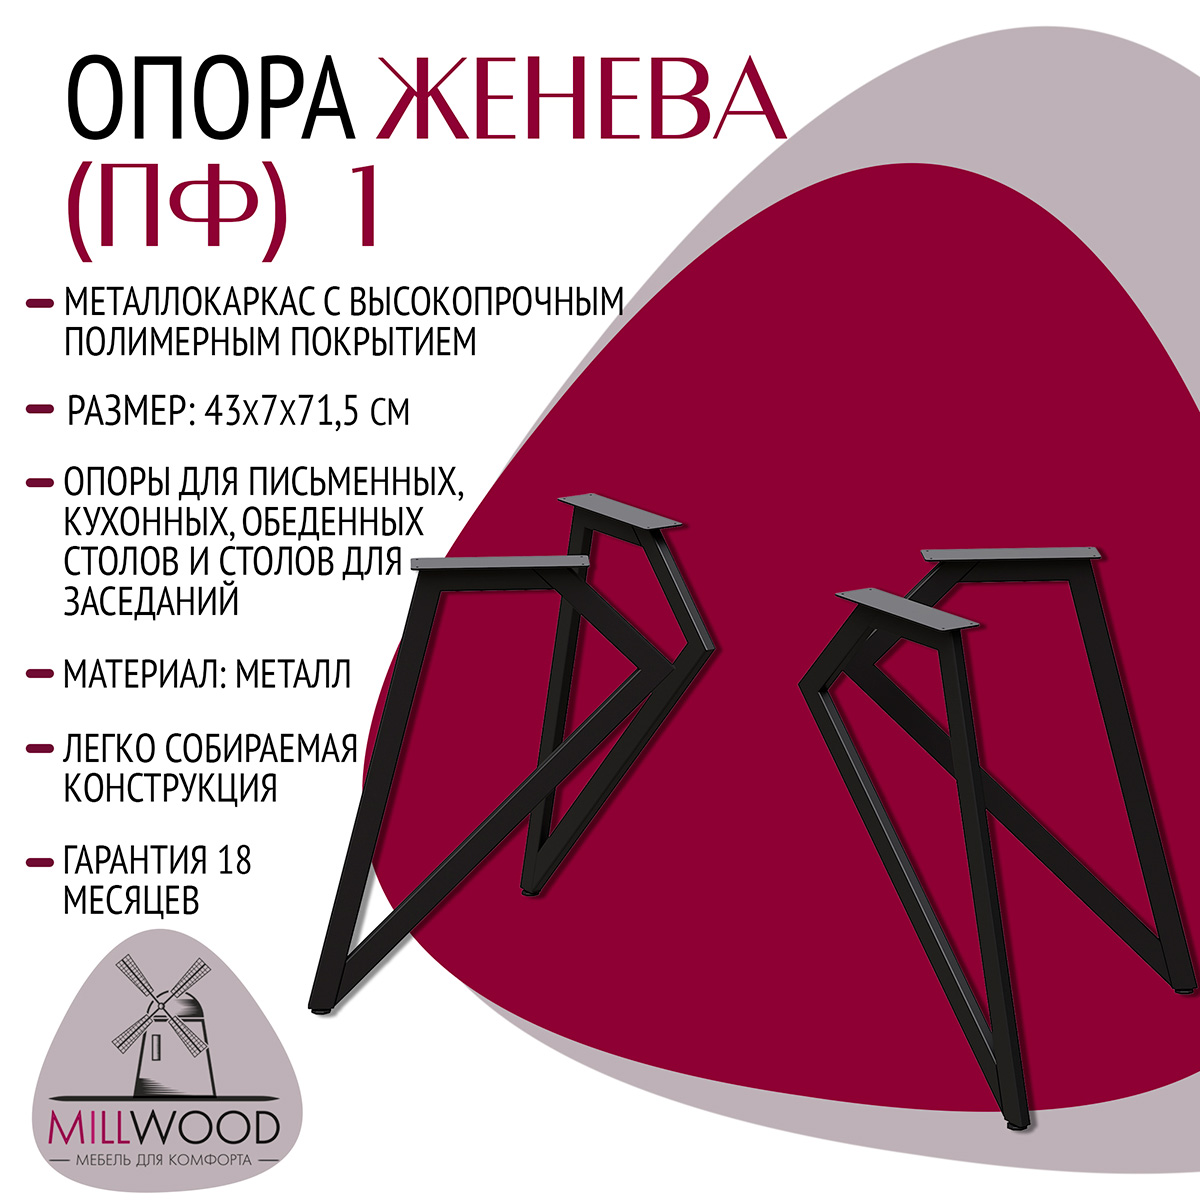 ОПОРА ЖЕНЕВА
(ПФ) 1
МЕТАЛЛОКАРКАС С ВЫСОКОПРОЧНЫМ
ПОЛИМЕРНЫМ ПОКРЫТИЕМ
РАЗМЕР: 43х7х71,5 СМ
ОПОРЫ ДЛЯ ПИСЬМЕННЫХ,
КУХОННЫХ, ОБЕДЕННЫХ
СТОЛОВ И СТОЛОВ ДЛЯ
ЗАСЕДАНИЙ
МАТЕРИАЛ: МЕТАЛЛ
ЛЕГКО СОБИРАЕМАЯ
КОНСТРУКЦИЯ
ГАРАНТИЯ 18
МЕСЯЦЕВ
MILLWOOD
МЕБЕЛЬ ДЛЯ КОМФОРТА